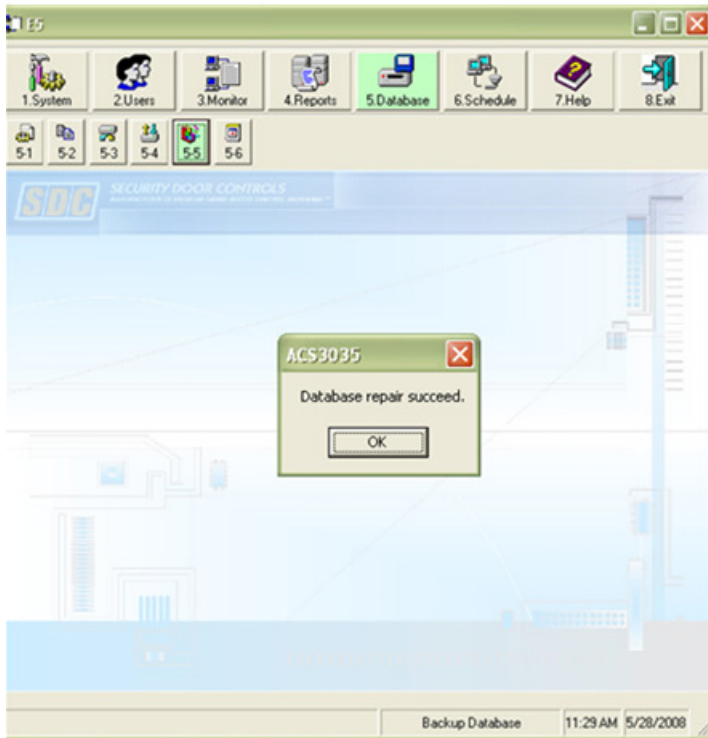 E5
1.System 2.Users 3.Monitor 4.Reports 5.Database 6.Schedule 7.Help 8.Exit
5-1 5-2 5-3 5-4 5-5 5-6
SDC SECURITY DOOR CONTROLS
ACS3035
Database repair succeed.
OK
Backup Database 11:29 AM 5/28/2008